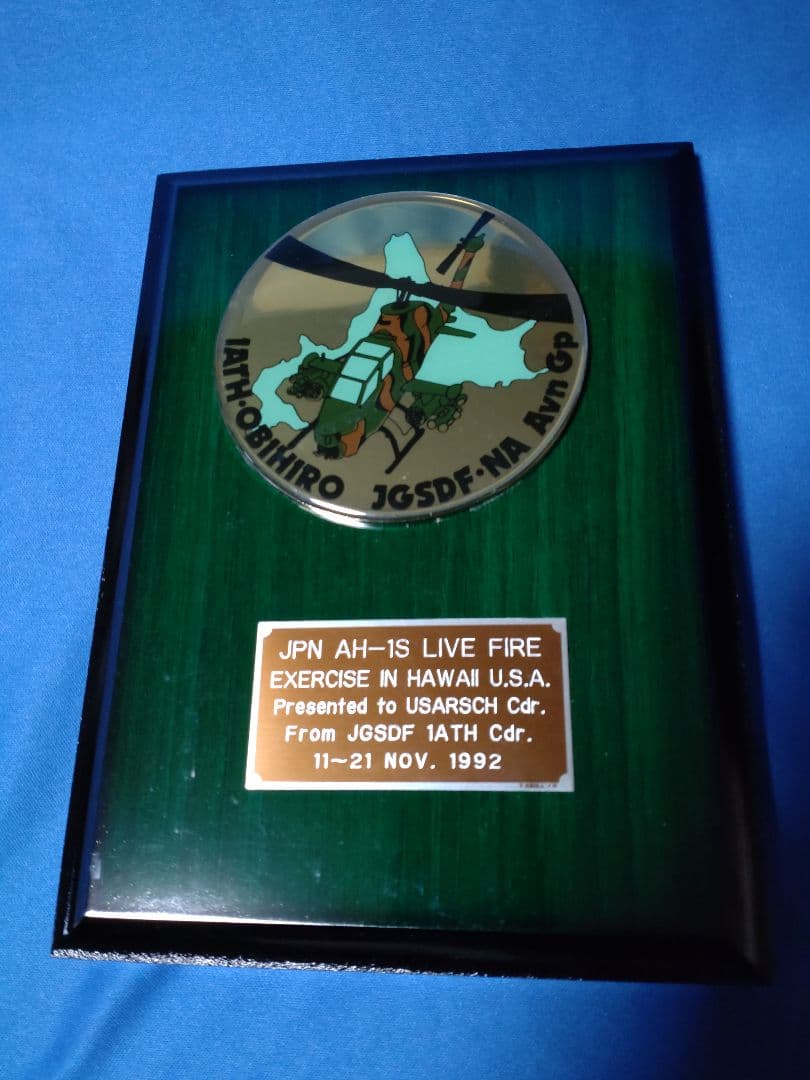 1ATH·OBIHIRO JGSDF·NA Avn Gp
JPN AH-1S LIVE FIRE
EXERCISE IN HAWAII U.S.A.
Presented to USARSCH Cdr.
From JGSDF 1ATH Cdr.
11~21 NOV. 1992